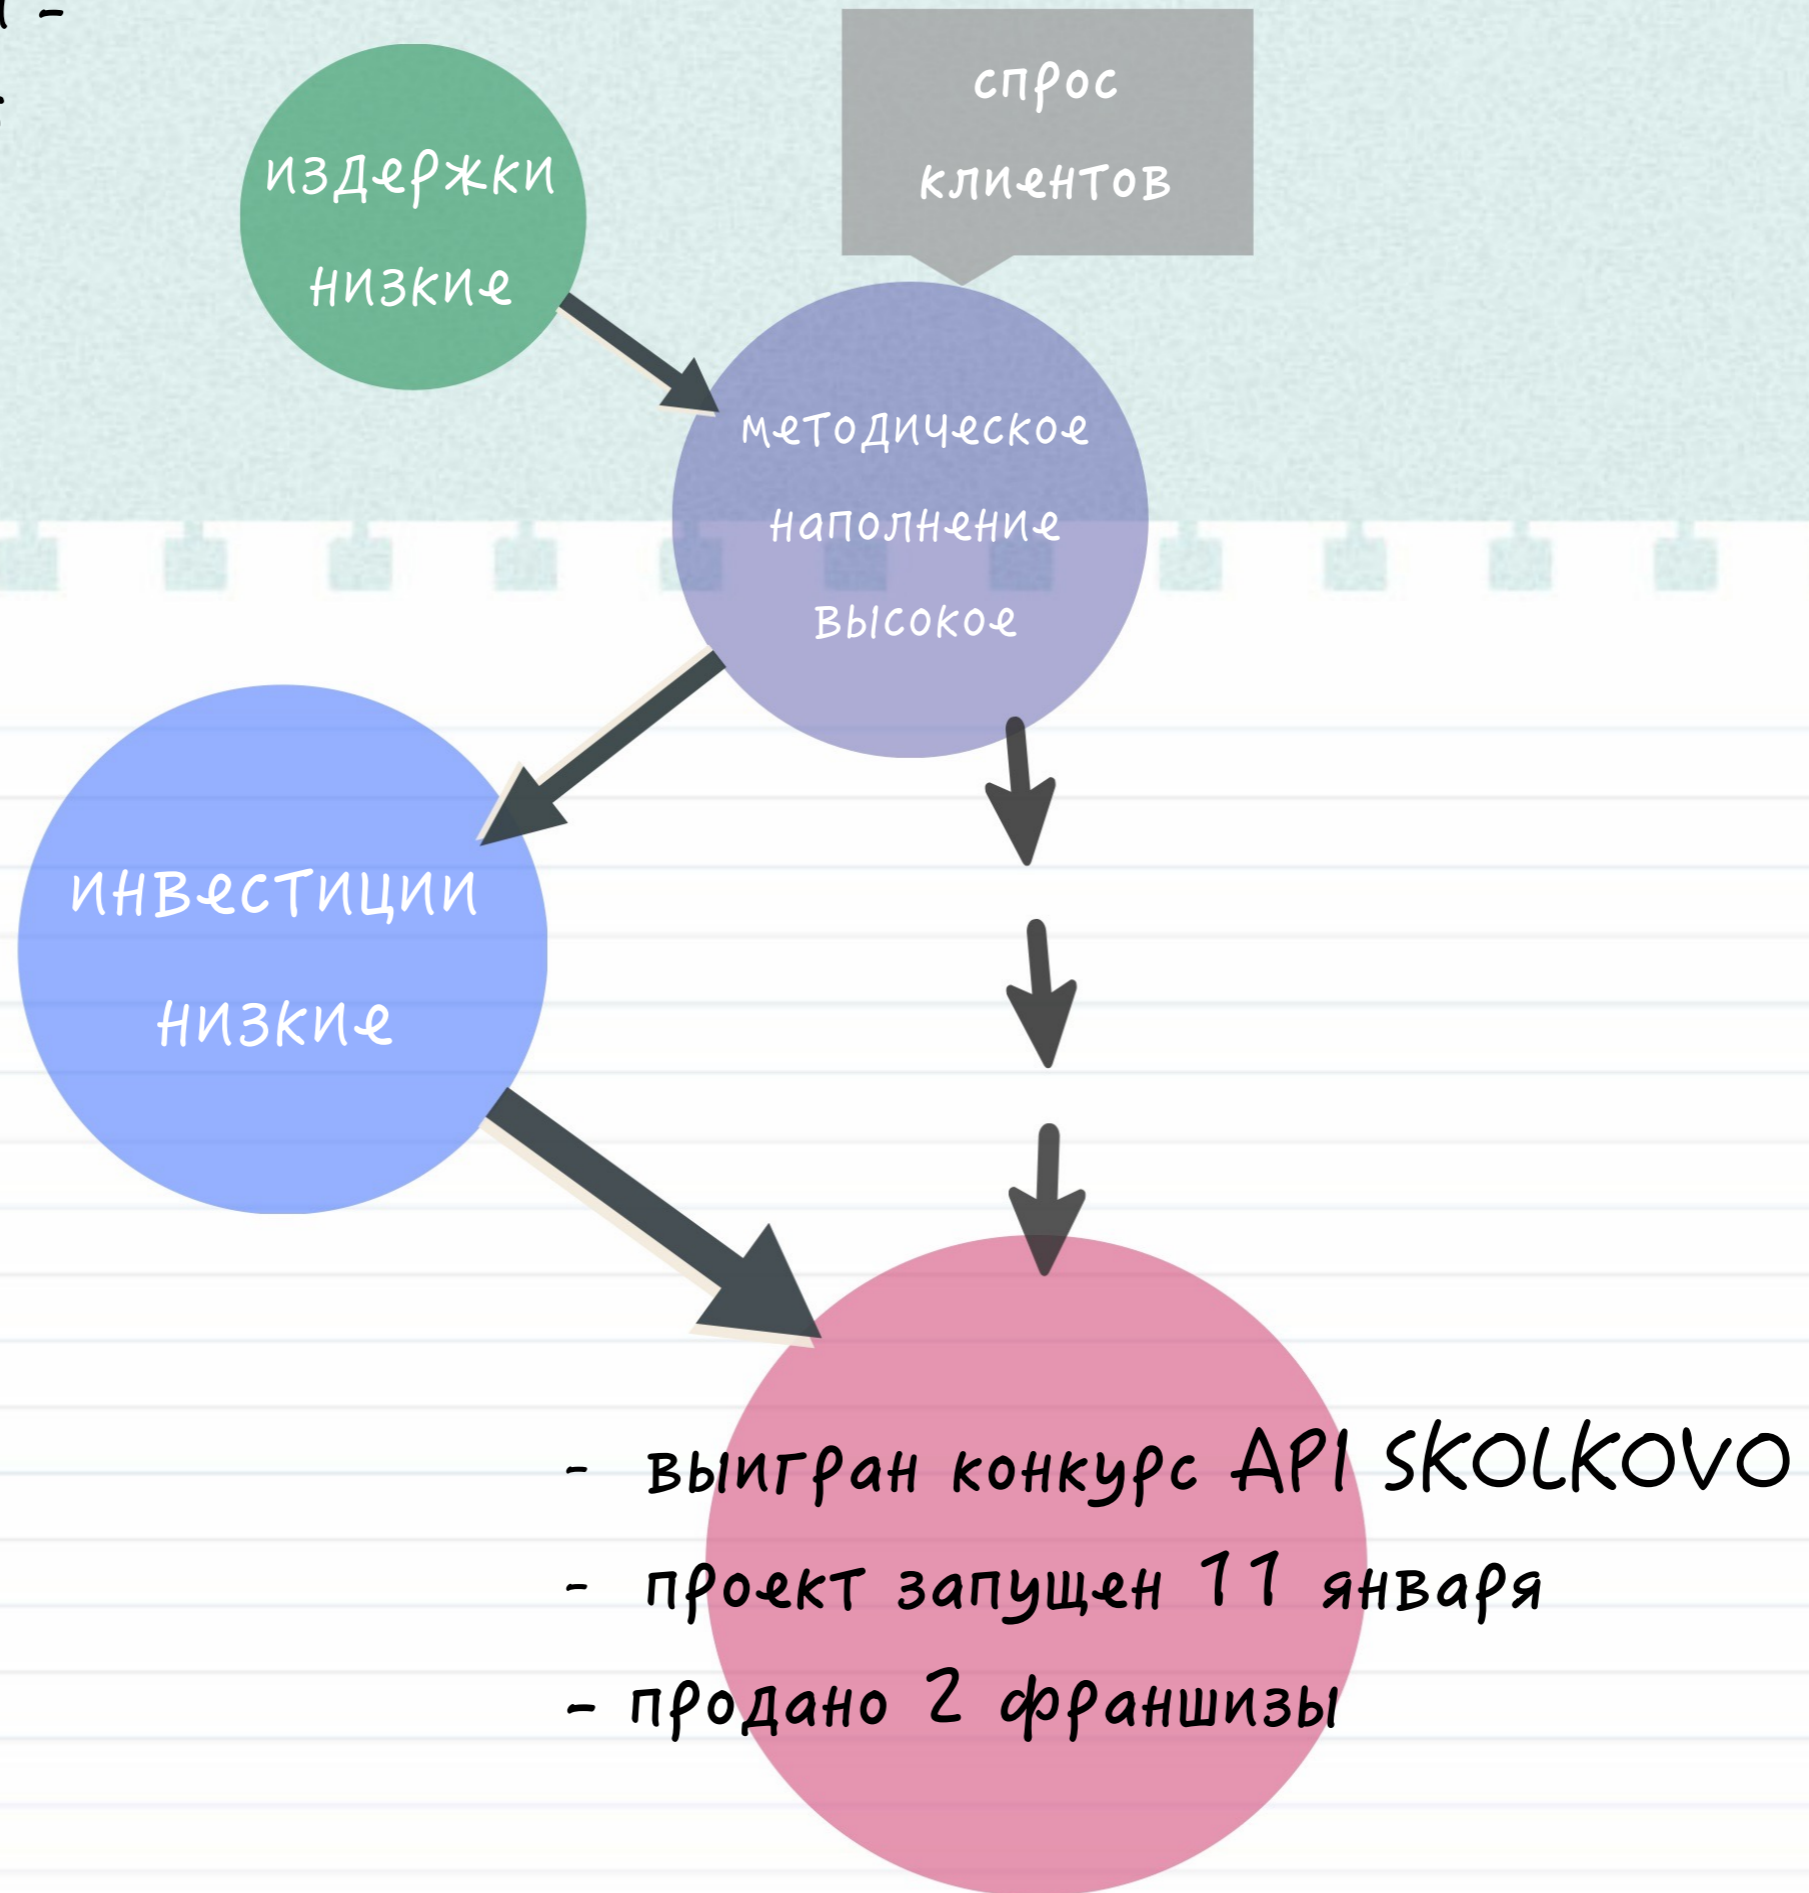 издержки
низкие
спрос
клиентов
методическое
наполнение
высокое
инвестиции
низкие
- выигран конкурс API SKOLKOVO
- проект запущен 11 января
- продано 2 франшизы